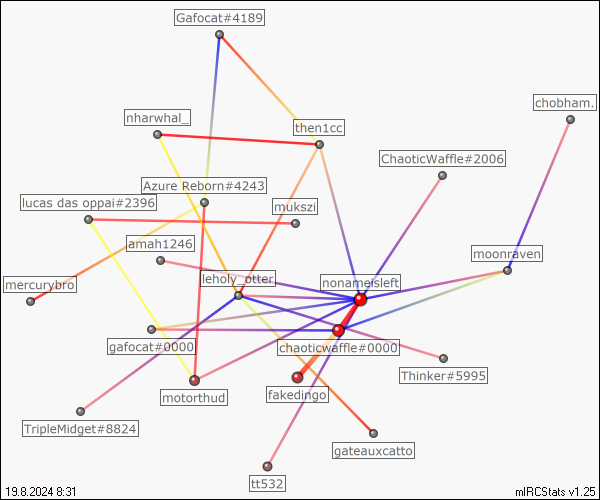 Gafocat#4189
chobham.
nharwhal_
then1cc
ChaoticWaffle#2006
Azure Reborn#4243
lucas das oppai#2396
mukszi
amah1246
moonraven
leholy_otter
nonameisleft
mercurybro
gafocat#0000
chaoticwaffle#0000
Thinker#5995
motorthud
fakedingo
TripleMidget#8824
gateauxcatto
tt532
19.8.2024 8:31
mIRCStats v1.25